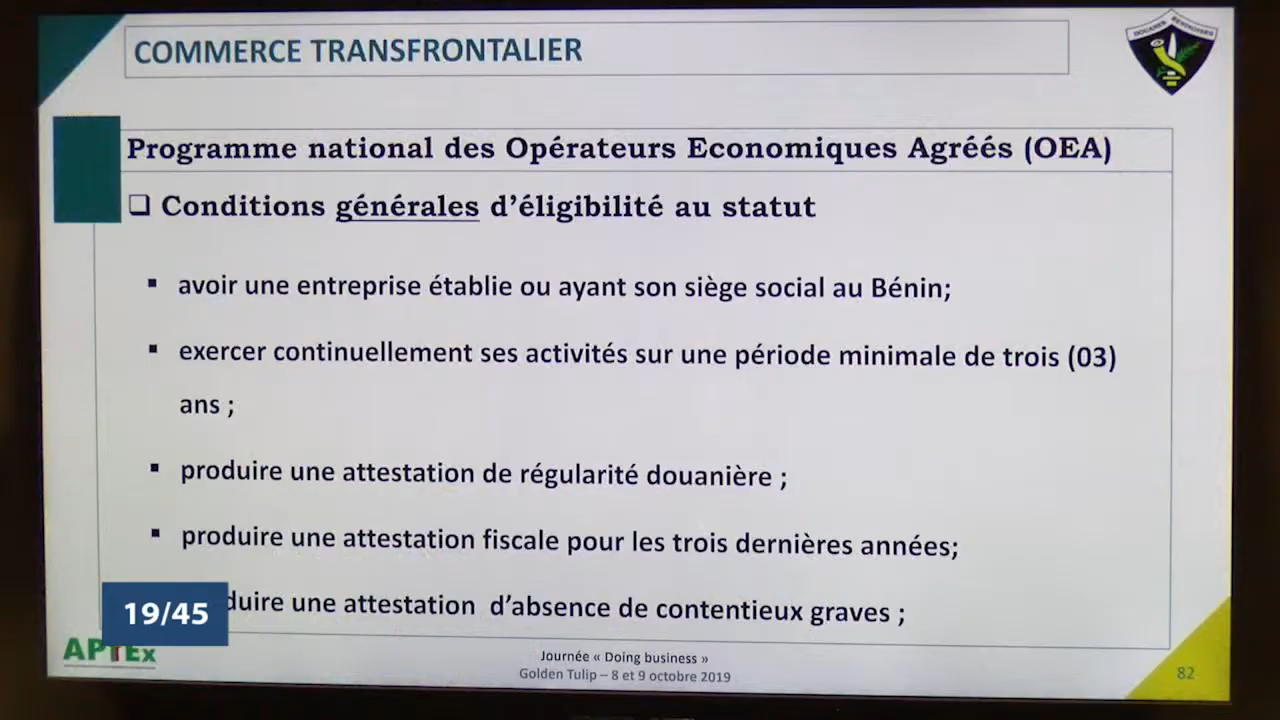 COMMERCE TRANSFRONTALIER
DOUANES BENINOISES
Programme national des Opérateurs Economiques Agréés (OEA)
❑ Conditions générales d’éligibilité au statut
▪ avoir une entreprise établie ou ayant son siège social au Bénin;
▪ exercer continuellement ses activités sur une période minimale de trois (03)
ans ;
▪ produire une attestation de régularité douanière ;
▪ produire une attestation fiscale pour les trois dernières années;
duire une attestation d’absence de contentieux graves ;
19/45
APIEx
Journée « Doing business »
Golden Tulip – 8 et 9 octobre 2019
82